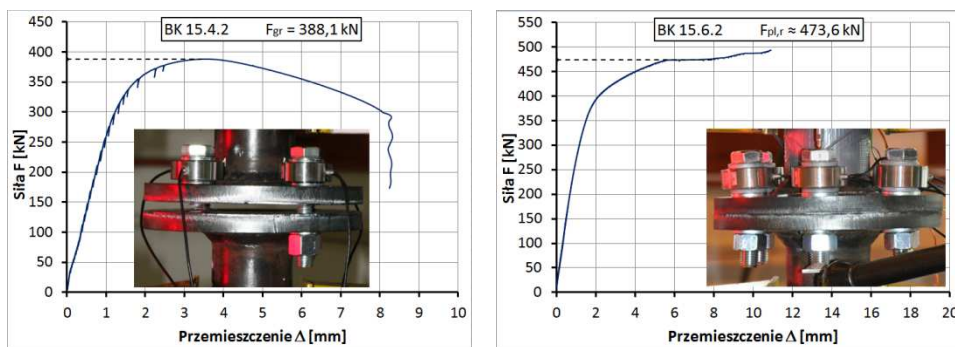 BK 15.4.2 Fgr = 388,1 kN
Siła F [kN]
450
400
350
300
250
200
150
100
50
0
0 1 2 3 4 5 6 7 8 9 10
Przemieszczenie Δ [mm]
BK 15.6.2 Fpl,r ≈ 473,6 kN
Siła F [kN]
550
500
450
400
350
300
250
200
150
100
50
0
0 2 4 6 8 10 12 14 16 18 20
Przemieszczenie Δ [mm]